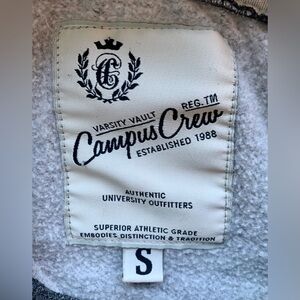 CC
VARSITY VAULT REG. TM
Campus Crew
ESTABLISHED 1988
AUTHENTIC
UNIVERSITY OUTFITTERS
SUPERIOR ATHLETIC GRADE
EMBODIES DISTINCTION & TRADITION
S